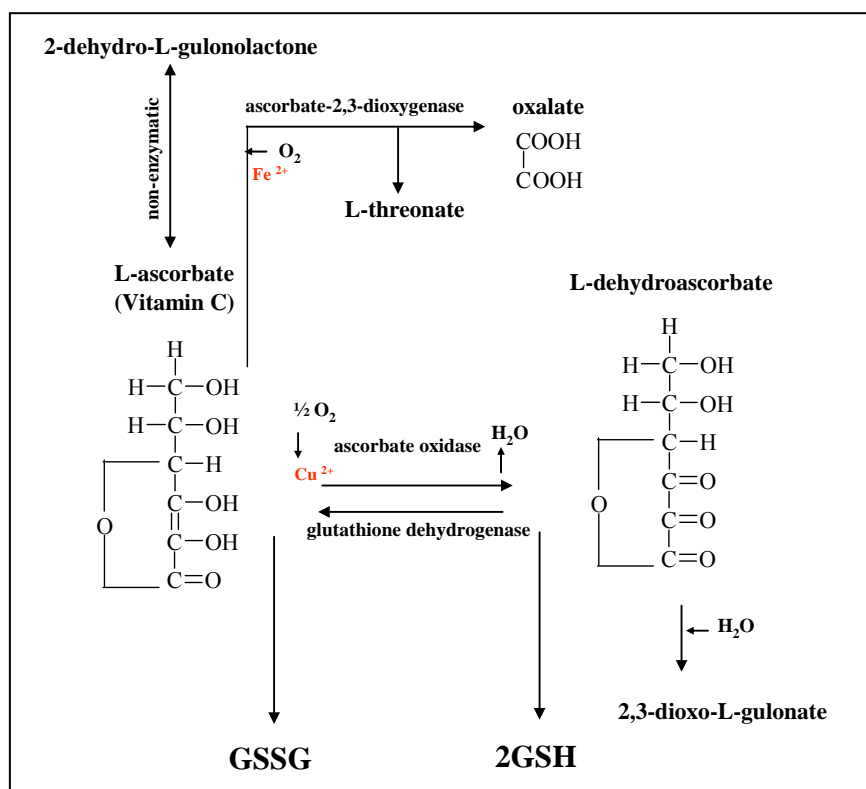 2-dehydro-L-gulonolactone
non-enzymatic
ascorbate-2,3-dioxygenase
O2
Fe 2+
oxalate
COOH
COOH
L-threonate
L-ascorbate
(Vitamin C)
H
H–C–OH
H–C–OH
C–H
C–OH
O
C–OH
C=O
½ O2
Cu 2+
ascorbate oxidase
H2O
glutathione dehydrogenase
L-dehydroascorbate
H
H–C–OH
H–C–OH
C–H
C=O
O
C=O
C=O
H2O
2,3-dioxo-L-gulonate
GSSG
2GSH